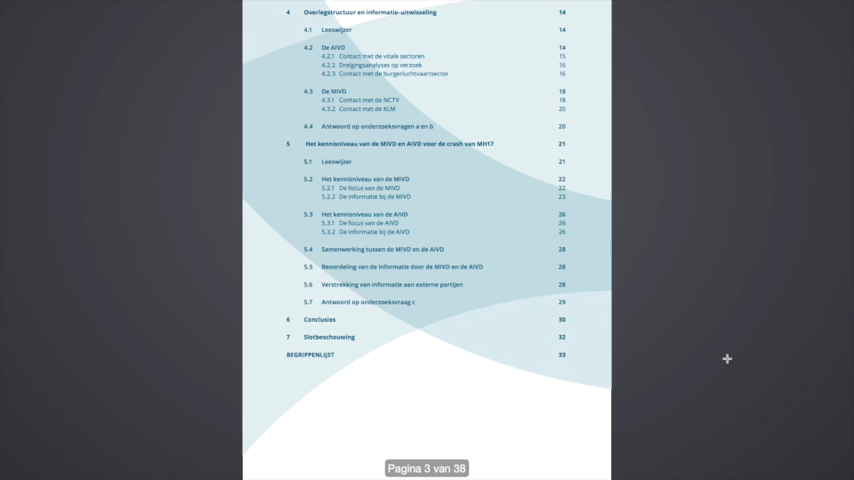 4 Overlegstructuur en informatie-uitwisseling 14
4.1 Leeswijzer 14
4.2 De AIVD 14
4.2.1 Contact met de vitale sectoren 15
4.2.2 Dreigingsanalyses op verzoek 16
4.2.3 Contact met de burgerluchtvaartsector 16
4.3 De MIVD 18
4.3.1 Contact met de NCTV 18
4.3.2 Contact met de KLM 20
4.4 Antwoord op onderzoeksvragen a en b 20
5 Het kennisniveau van de MIVD en AIVD voor de crash van MH17 21
5.1 Leeswijzer 21
5.2 Het kennisniveau van de MIVD 22
5.2.1 De focus van de MIVD 22
5.2.2 De informatie bij de MIVD 23
5.3 Het kennisniveau van de AIVD 26
5.3.1 De focus van de AIVD 26
5.3.2 De informatie bij de AIVD 26
5.4 Samenwerking tussen de MIVD en de AIVD 28
5.5 Beoordeling van de informatie door de MIVD en de AIVD 28
5.6 Verstrekking van informatie aan externe partijen 28
5.7 Antwoord op onderzoeksvraag c 29
6 Conclusies 30
7 Slotbeschouwing 32
BEGRIPPENLIJST 33
Pagina 3 van 38